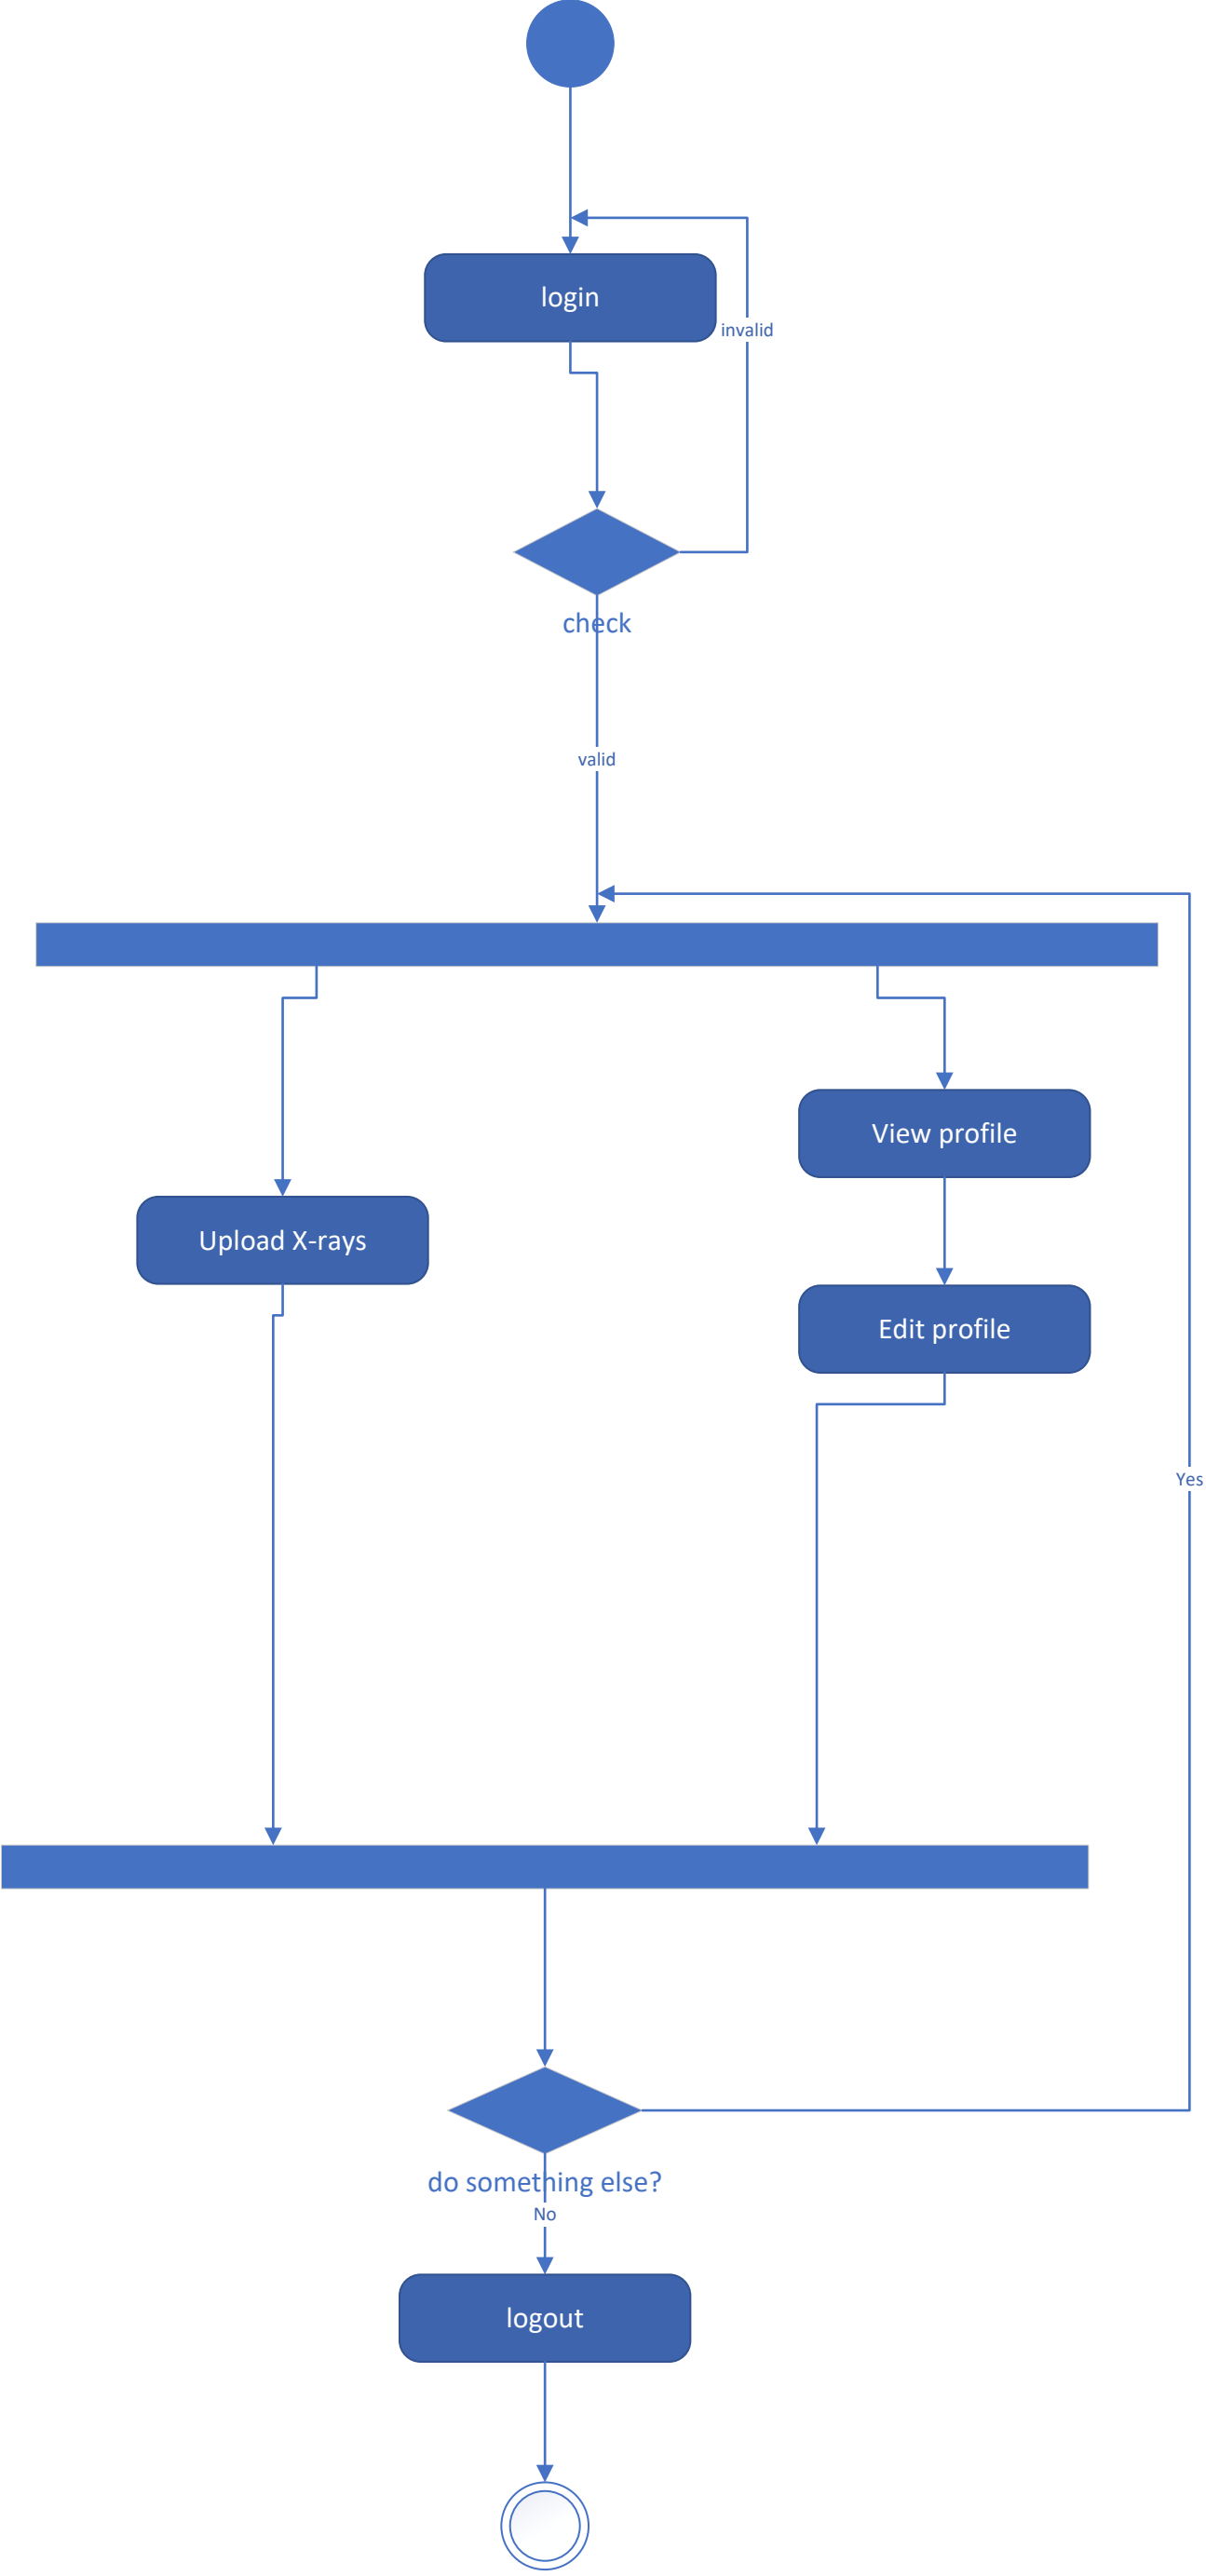 login
invalid
check
valid
View profile
Upload X-rays
Edit profile
Yes
do something else?
No
logout